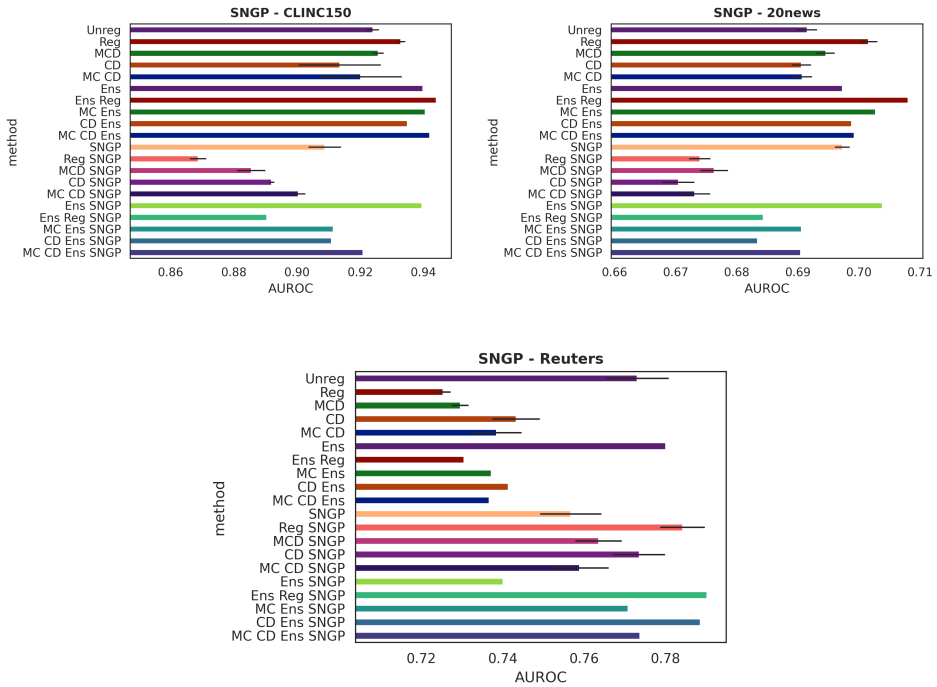 SNGP - CLINC150
Unreg
Reg
MCD
CD
MC CD
Ens
Ens Reg
MC Ens
CD Ens
MC CD Ens
SNGP
Reg SNGP
MCD SNGP
CD SNGP
MC CD SNGP
Ens SNGP
Ens Reg SNGP
MC Ens SNGP
CD Ens SNGP
MC CD Ens SNGP
method
0.86 0.88 0.90 0.92 0.94
AUROC
SNGP - 20news
Unreg
Reg
MCD
CD
MC CD
Ens
Ens Reg
MC Ens
CD Ens
MC CD Ens
SNGP
Reg SNGP
MCD SNGP
CD SNGP
MC CD SNGP
Ens SNGP
Ens Reg SNGP
MC Ens SNGP
CD Ens SNGP
MC CD Ens SNGP
method
0.66 0.67 0.68 0.69 0.70 0.71
AUROC
SNGP - Reuters
Unreg
Reg
MCD
CD
MC CD
Ens
Ens Reg
MC Ens
CD Ens
MC CD Ens
SNGP
Reg SNGP
MCD SNGP
CD SNGP
MC CD SNGP
Ens SNGP
Ens Reg SNGP
MC Ens SNGP
CD Ens SNGP
MC CD Ens SNGP
method
0.72 0.74 0.76 0.78
AUROC